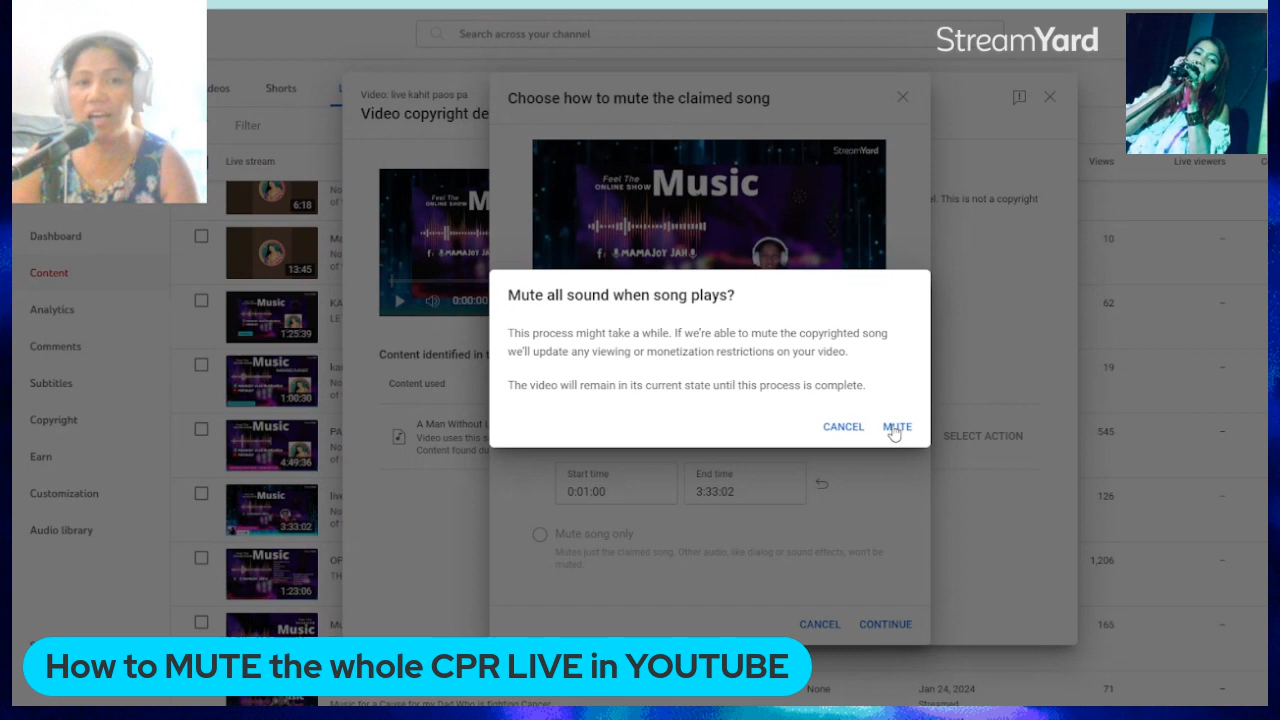 Search across your channel
StreamYard
Shorts
Video: live kahit paos pa
Video copyright de
Choose how to mute the claimed song
Filter
Live stream
Views
Live viewers
6:18
13:45
1:25:39
1:00:30
4:49:36
3:33:02
1:23:06
Dashboard
Content
Analytics
Comments
Subtitles
Copyright
Earn
Customization
Audio library
StreamYard
Feel The
ONLINE SHOW
Music
MAMAJOY JAH
0:00:00
Content identified in t
Content used
A Man Without
Video uses this s
Content found du
. This is not a copyright
Mute all sound when song plays?
This process might take a while. If we're able to mute the copyrighted song
we'll update any viewing or monetization restrictions on your video.
The video will remain in its current state until this process is complete.
CANCEL MUTE
SELECT ACTION
Start time
0:01:00
End time
3:33:02
Mute song only
Mutes just the claimed song. Other audio, like dialog or sound effects, won't be
muted.
CANCEL CONTINUE
10
62
19
545
126
1,206
165
71
None
Jan 24, 2024
Streamed
Music for a Cause for my Dad Who is fighting Cancer
How to MUTE the whole CPR LIVE in YOUTUBE